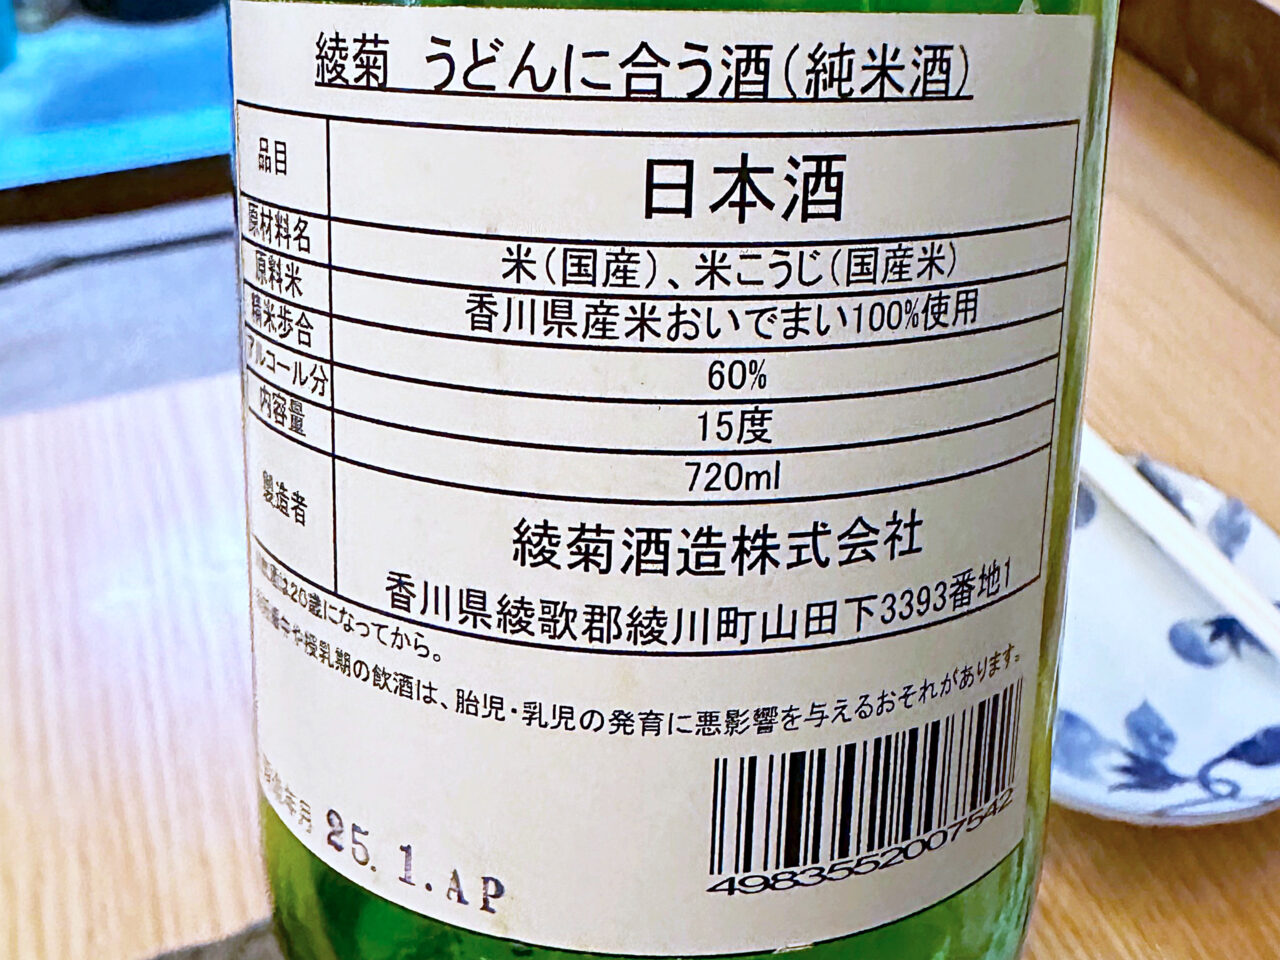 綾菊 うどんに合う酒(純米酒)
品目 日本酒
原材料名 米(国産)、米こうじ(国産米)
原料米 香川県産米おいでまい100%使用
精米歩合 60%
アルコール分 15度
内容量 720ml
製造者 綾菊酒造株式会社
香川県綾歌郡綾川町山田下3393番地1
は20歳になってから。
や授乳期の飲酒は、胎児・乳児の発育に悪影響を与えるおそれがあります。
年月 25.1.AP
4983552007542